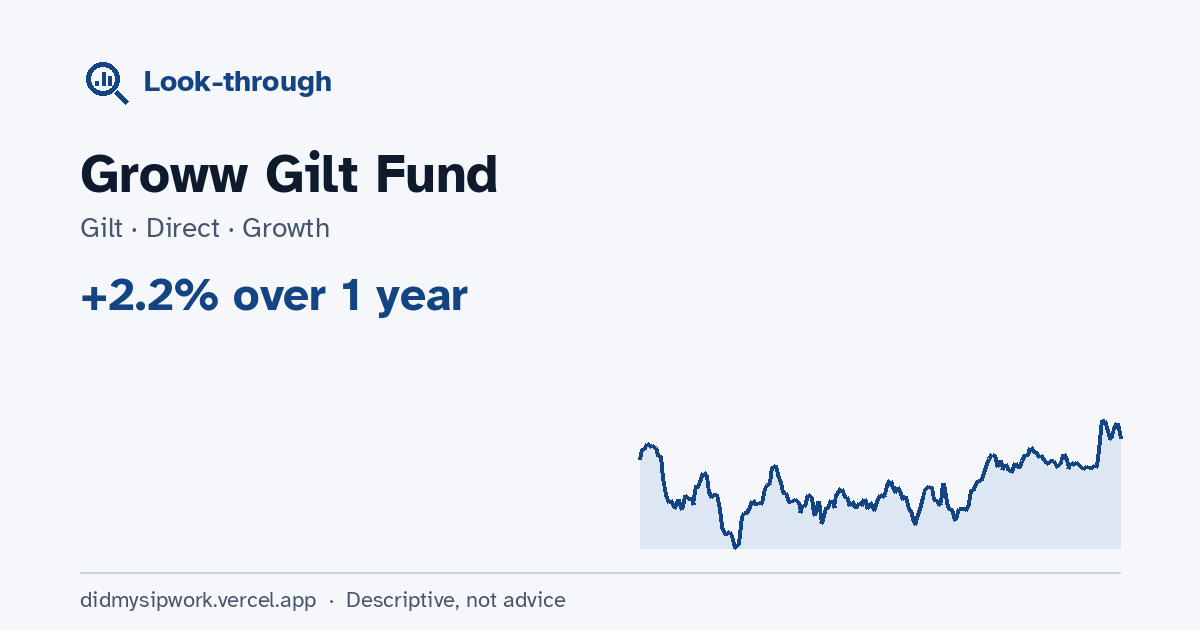 Look-through
Groww Gilt Fund
Gilt · Direct · Growth
+2.2% over 1 year
didmysipwork.vercel.app · Descriptive, not advice